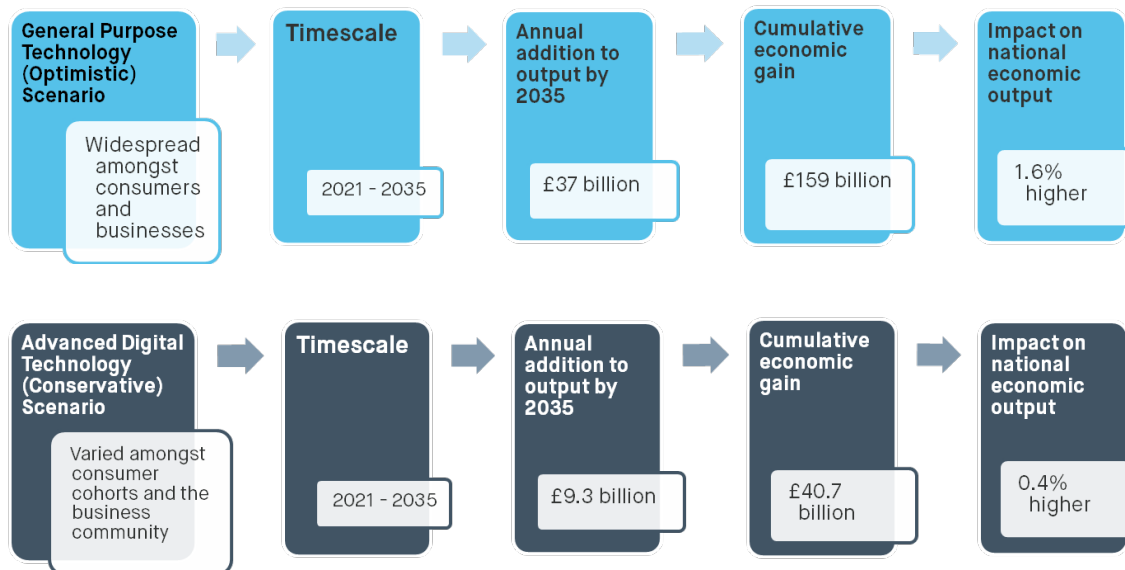 General Purpose
Technology
(Optimistic)
Scenario
Widespread
amongst
consumers
and
businesses
Timescale
2021 - 2035
Annual
addition to
output by
2035
£37 billion
Cumulative
economic
gain
£159 billion
Impact on
national
economic
output
1.6%
higher
Advanced Digital
Technology
(Conservative)
Scenario
Varied amongst
consumer
cohorts and the
business
community
Timescale
2021 - 2035
Annual
addition to
output by
2035
£9.3 billion
Cumulative
economic
gain
£40.7
billion
Impact on
national
economic
output
0.4%
higher